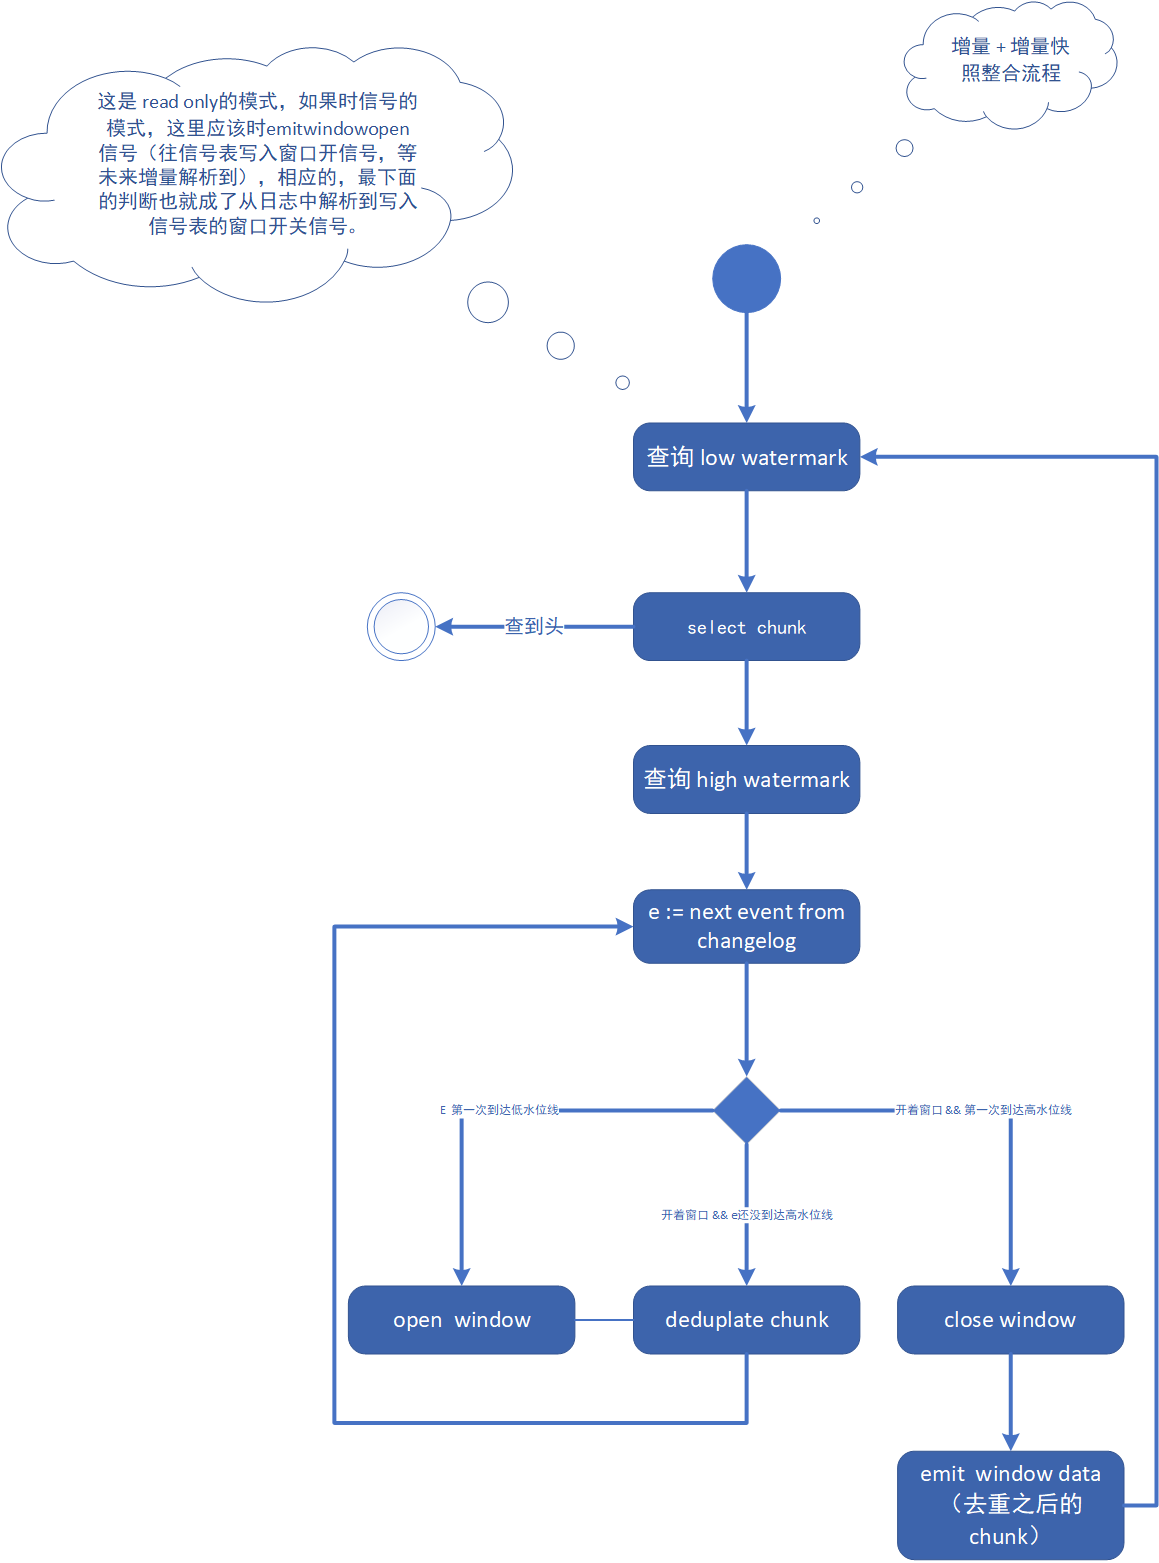 增量 + 增量快
照整合流程
这是 read only的模式，如果时信号的
模式，这里应该时emitwindowopen
信号（往信号表写入窗口开信号，等
未来增量解析到），相应的，最下面
的判断也就成了从日志中解析到写入
信号表的窗口开关信号。
查询 low watermark
查到头
select chunk
查询 high watermark
e := next event from
changelog
E 第一次到达低水位线
开着窗口 && 第一次到达高水位线
开着窗口 && e还没到达高水位线
open window
deduplate chunk
close window
emit window data
（去重之后的
chunk）